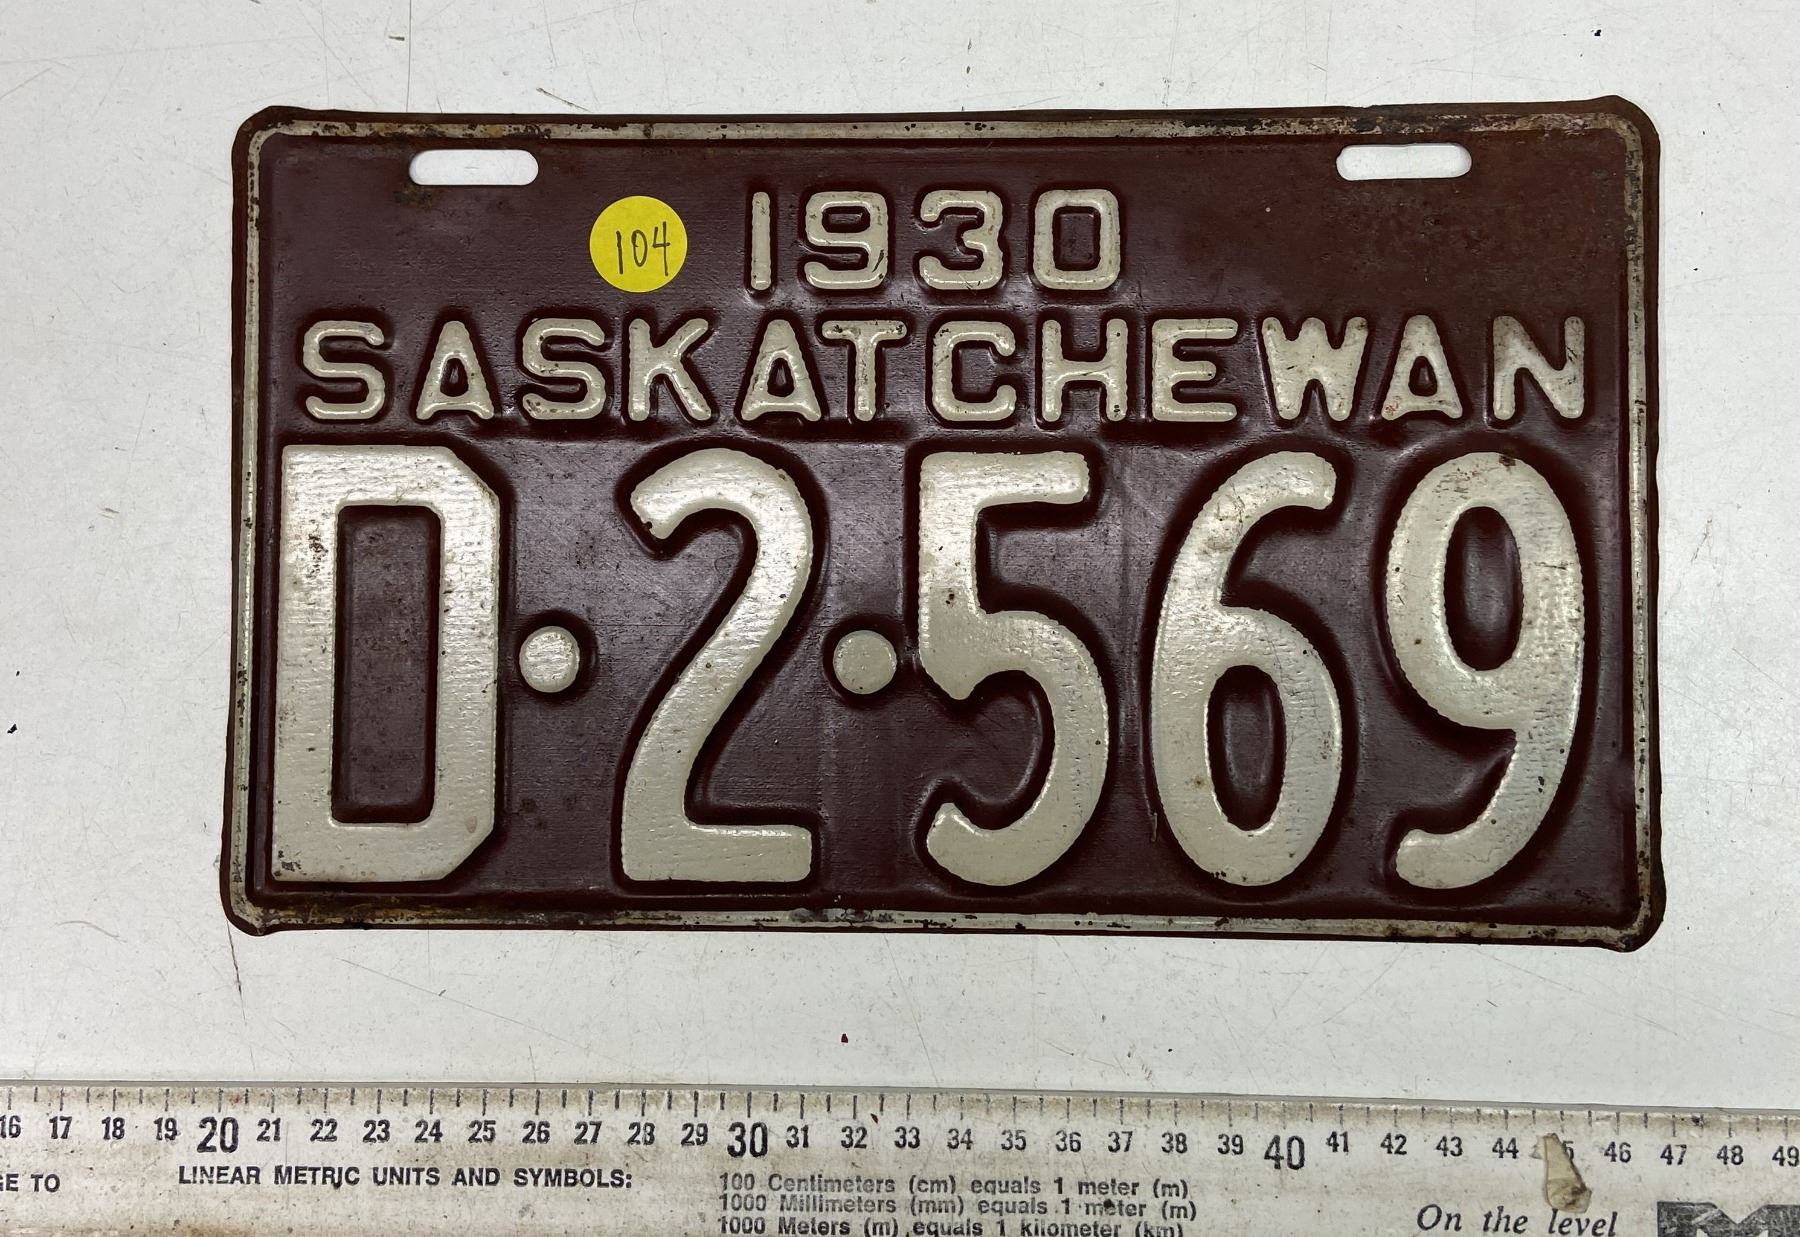 104
1930
SASKATCHEWAN
D·2·569
16 17 18 19 20 21 22 23 24 25 26 27 28 29 30 31 32 33 34 35 36 37 38 39 40 41 42 43 44 5 46 47 48 49
GE TO
LINEAR METRIC UNITS AND SYMBOLS:
100 Centimeters (cm) equals 1 meter (m)
1000 Millimeters (mm) equals 1 meter (m)
1000 Meters (m) equals 1 kilometer (km)
On the level